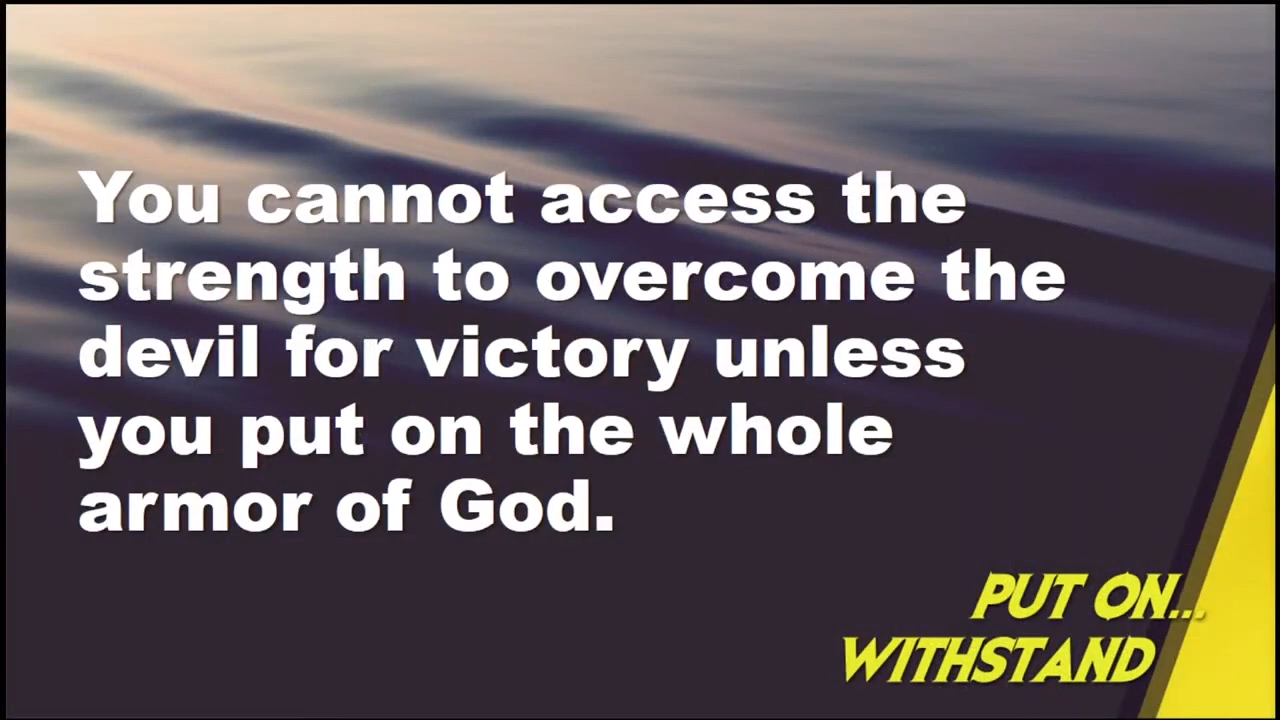 You cannot access the
strength to overcome the
devil for victory unless
you put on the whole
armor of God.
PUT ON...
WITHSTAND